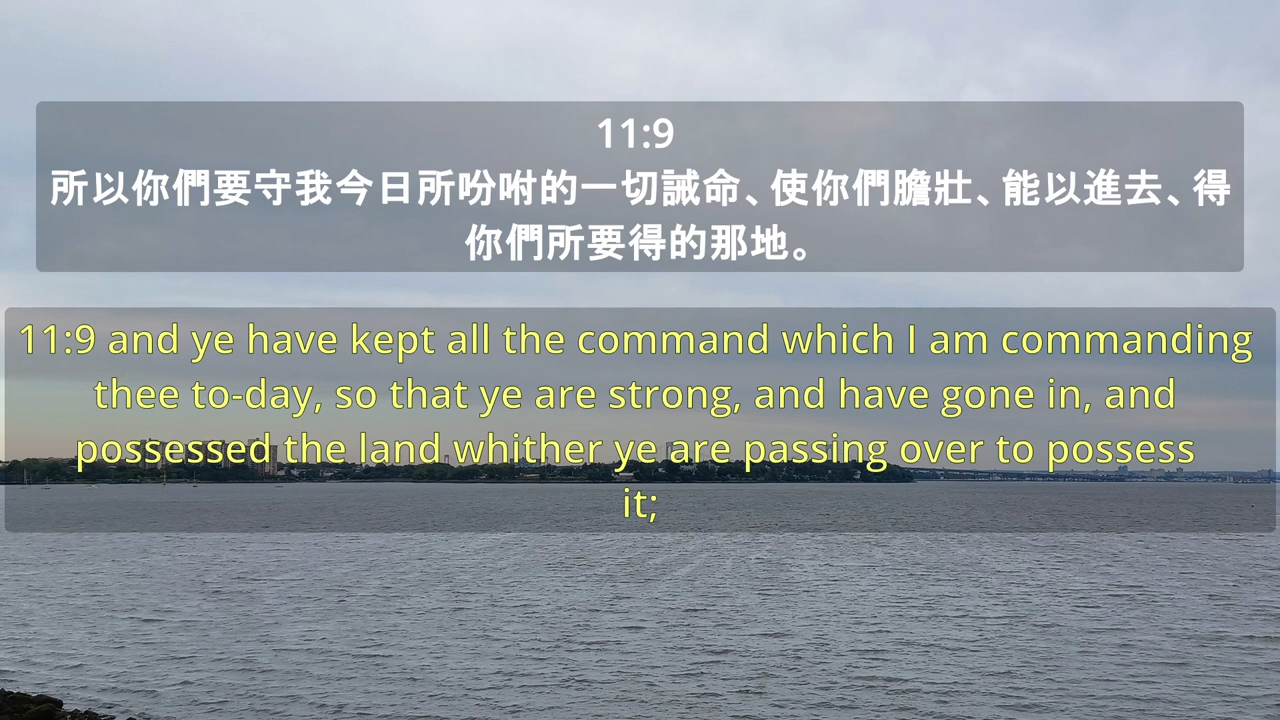 11:9
所以你們要守我今日所吩咐的一切誡命、使你們膽壯、能以進去、得
你們所要得的那地。
11:9 and ye have kept all the command which I am commanding
thee to-day, so that ye are strong, and have gone in, and
possessed the land whither ye are passing over to possess
it;